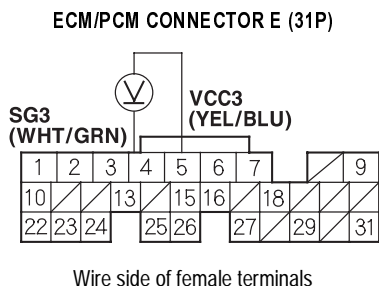 ECM/PCM CONNECTOR E (31P)
V
VCC3
SG3
(YEL/BLU)
(WHT/GRN)
1 2 3 4 5 6 7 9
10 13 15 16 18
22 23 24 25 26 27 29 31
Wire side of female terminals